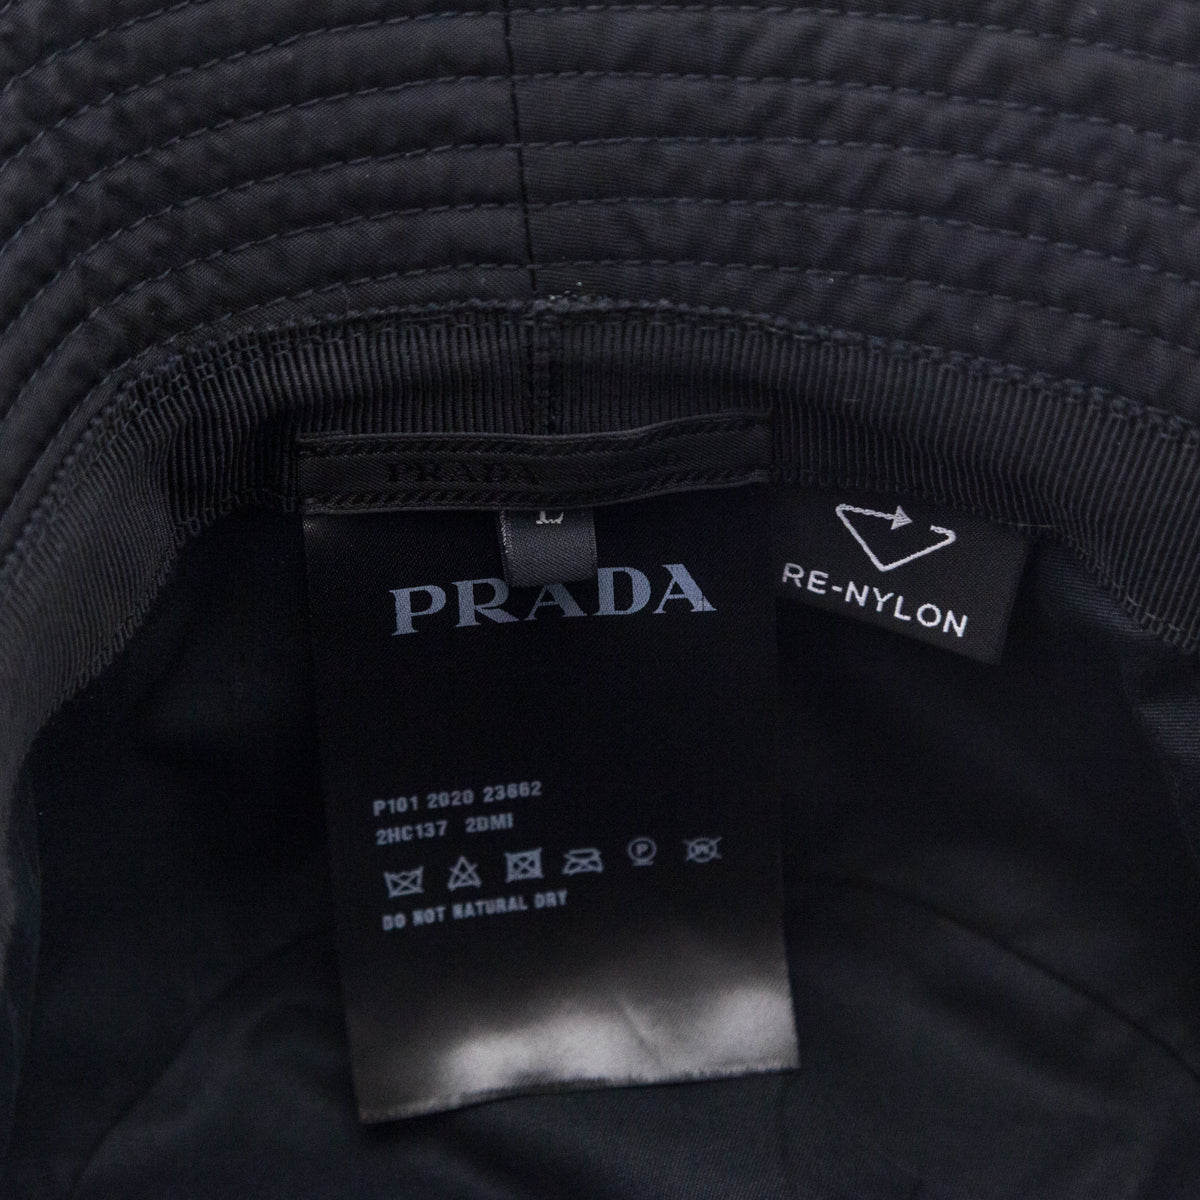 PRADA
L
PRADA
RE-NYLON
P101 2020 23662
2HC137 2DMI
P
DO NOT NATURAL DRY